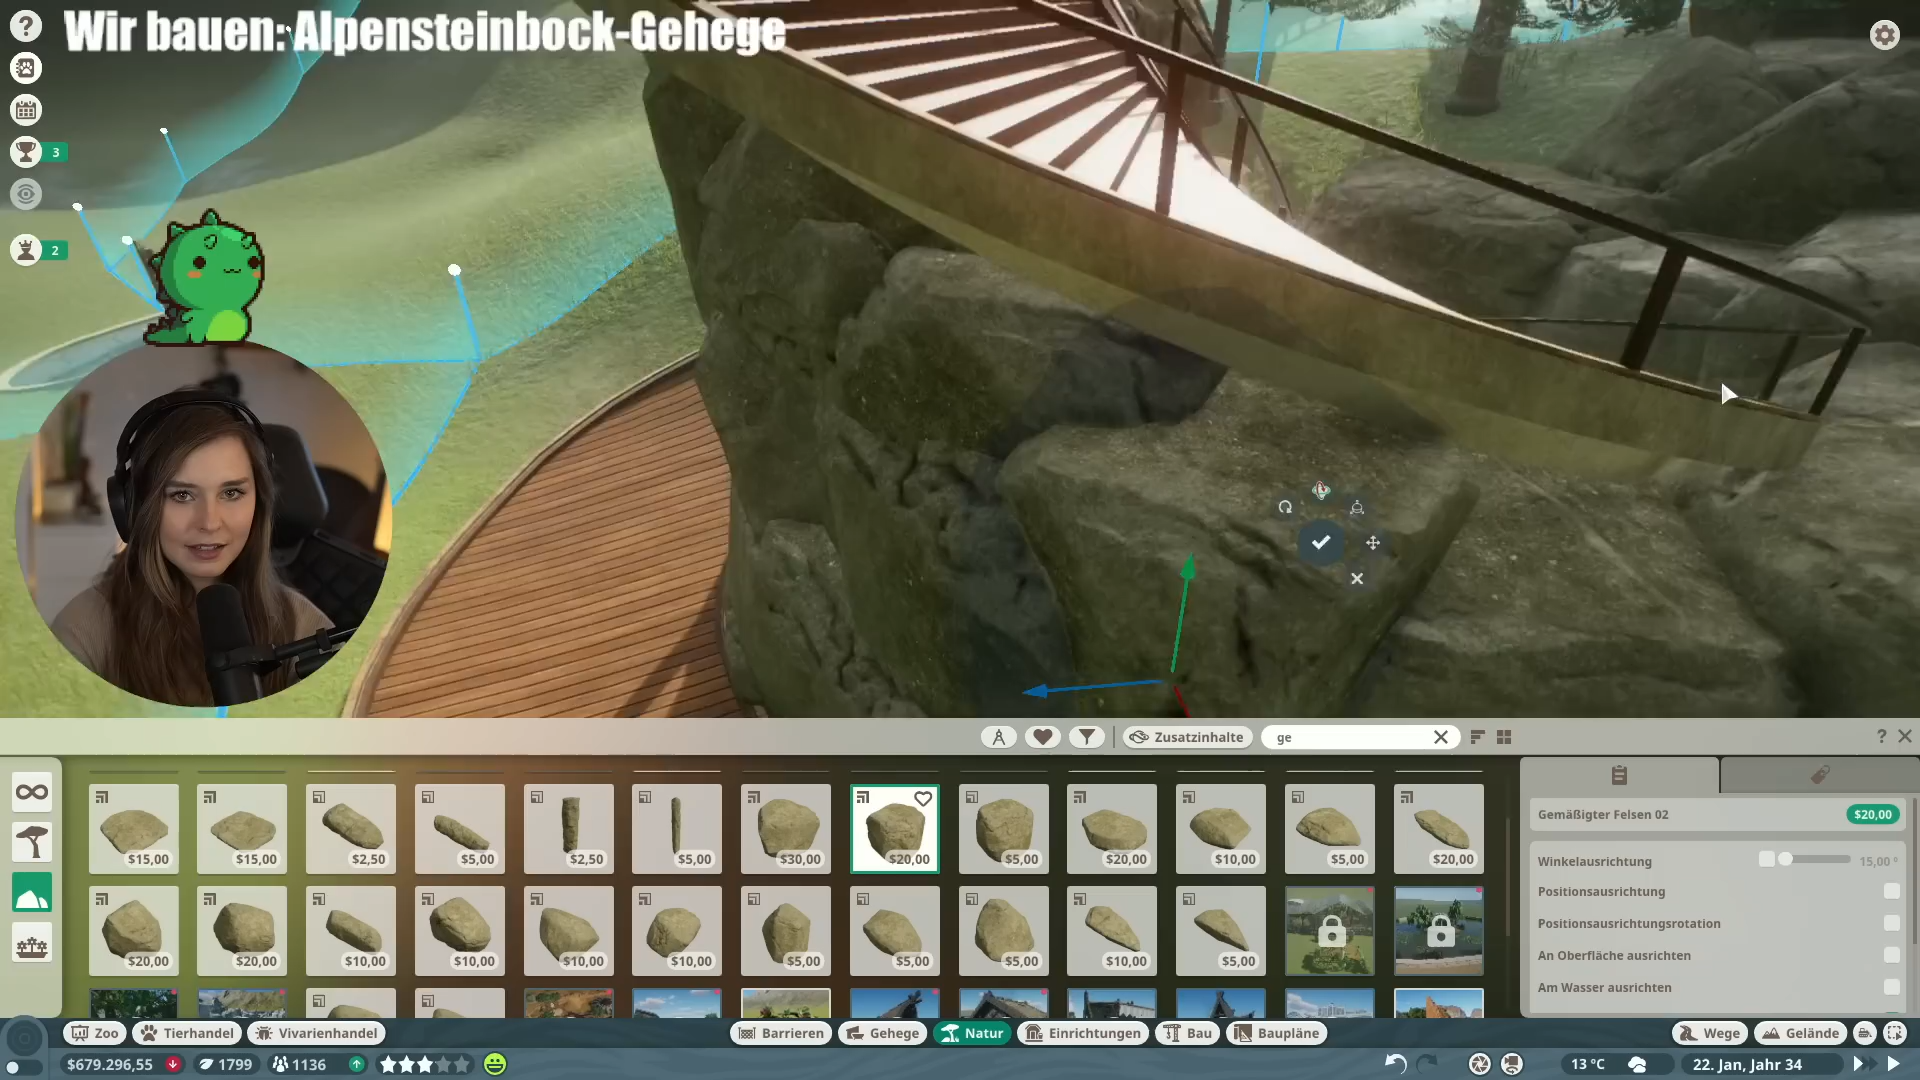 Wir bauen: Alpensteinbock-Gehege
3
2
Zusatzinhalte
ge
?
$15,00
$15,00
$2,50
$5,00
$2,50
$5,00
$30,00
$20,00
$5,00
$20,00
$10,00
$5,00
$20,00
$20,00
$20,00
$10,00
$10,00
$10,00
$10,00
$5,00
$5,00
$5,00
$10,00
$5,00
Gemäßigter Felsen 02
$20,00
Winkelausrichtung
15,00 °
Positionsausrichtung
Positionsausrichtungsrotation
An Oberfläche ausrichten
Am Wasser ausrichten
Zoo
Tierhandel
Vivarienhandel
Barrieren
Gehege
Natur
Einrichtungen
Bau
Baupläne
Wege
Gelände
$679.296,55
1799
1136
13 °C
22. Jan, Jahr 34